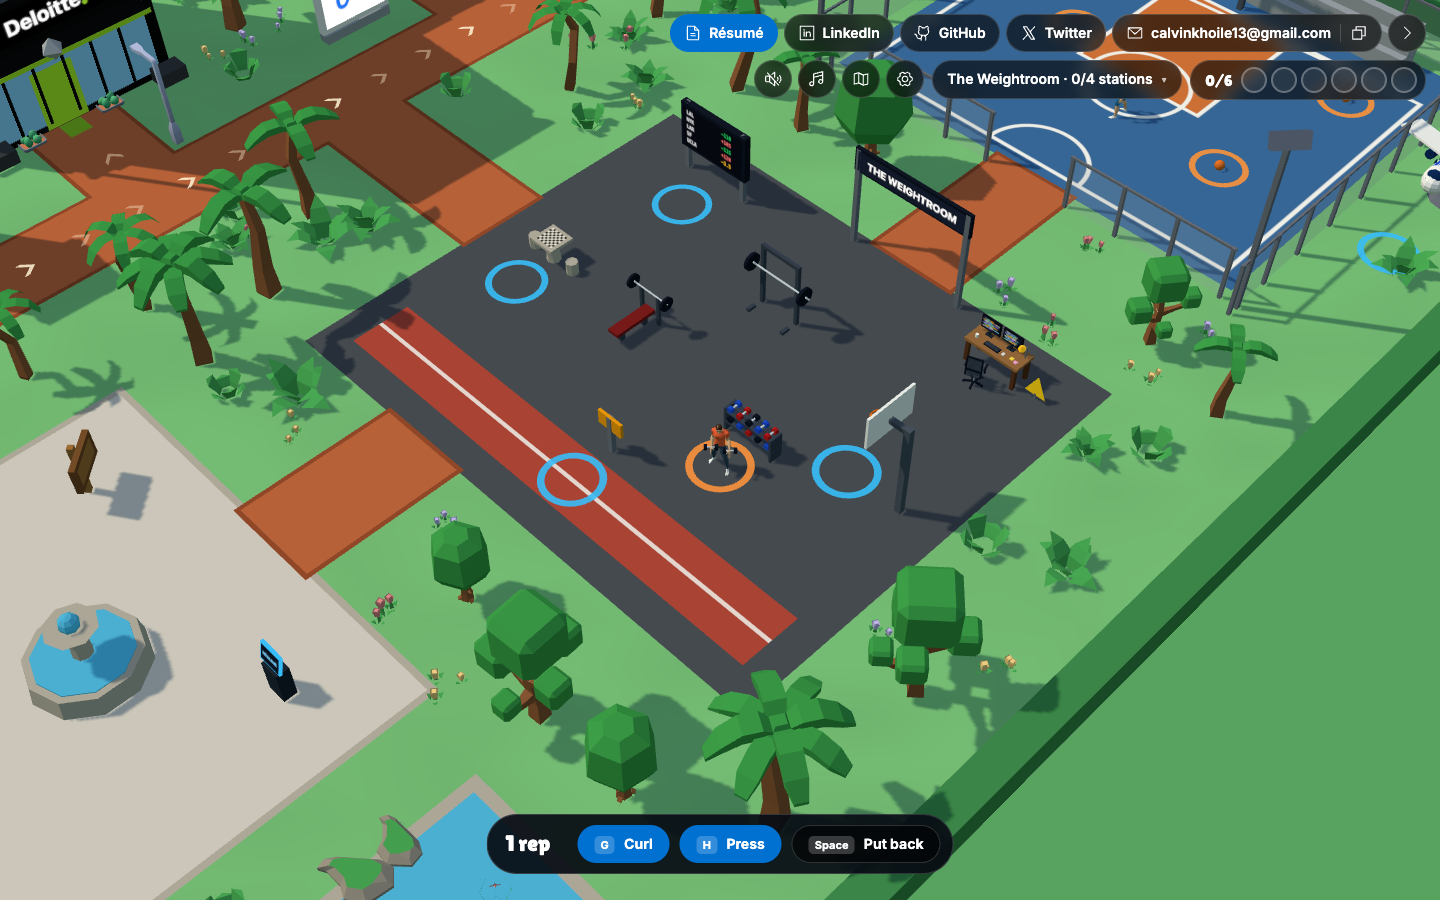 Deloitte.
Résumé
LinkedIn
GitHub
Twitter
calvinkhoile13@gmail.com
The Weightroom · 0/4 stations
0/6
THE WEIGHTROOM
1 rep
G Curl
H Press
Space Put back